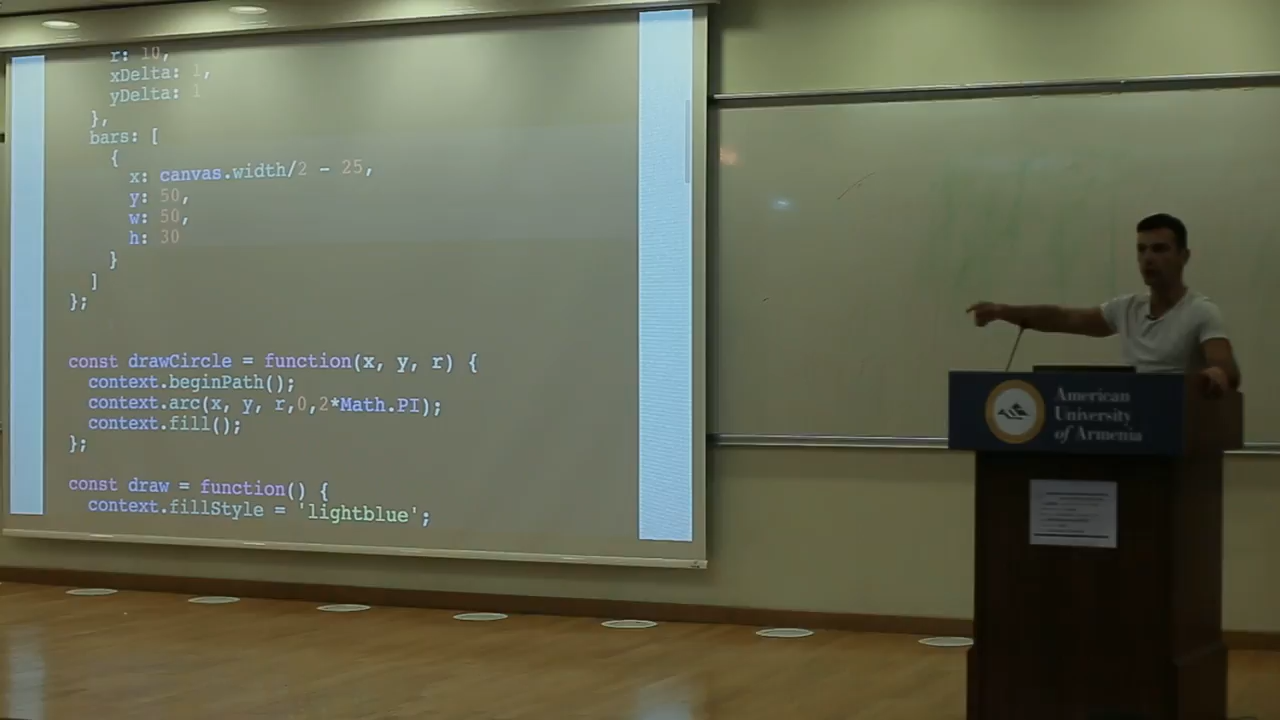 r: 10,
xDelta: 1,
yDelta: 1
},
bars: [
{
x: canvas.width/2 - 25,
y: 50,
w: 50,
h: 30
}
]
};
const drawCircle = function(x, y, r) {
context.beginPath();
context.arc(x, y, r,0,2*Math.PI);
context.fill();
};
const draw = function() {
context.fillStyle = 'lightblue';
American
University
of Armenia